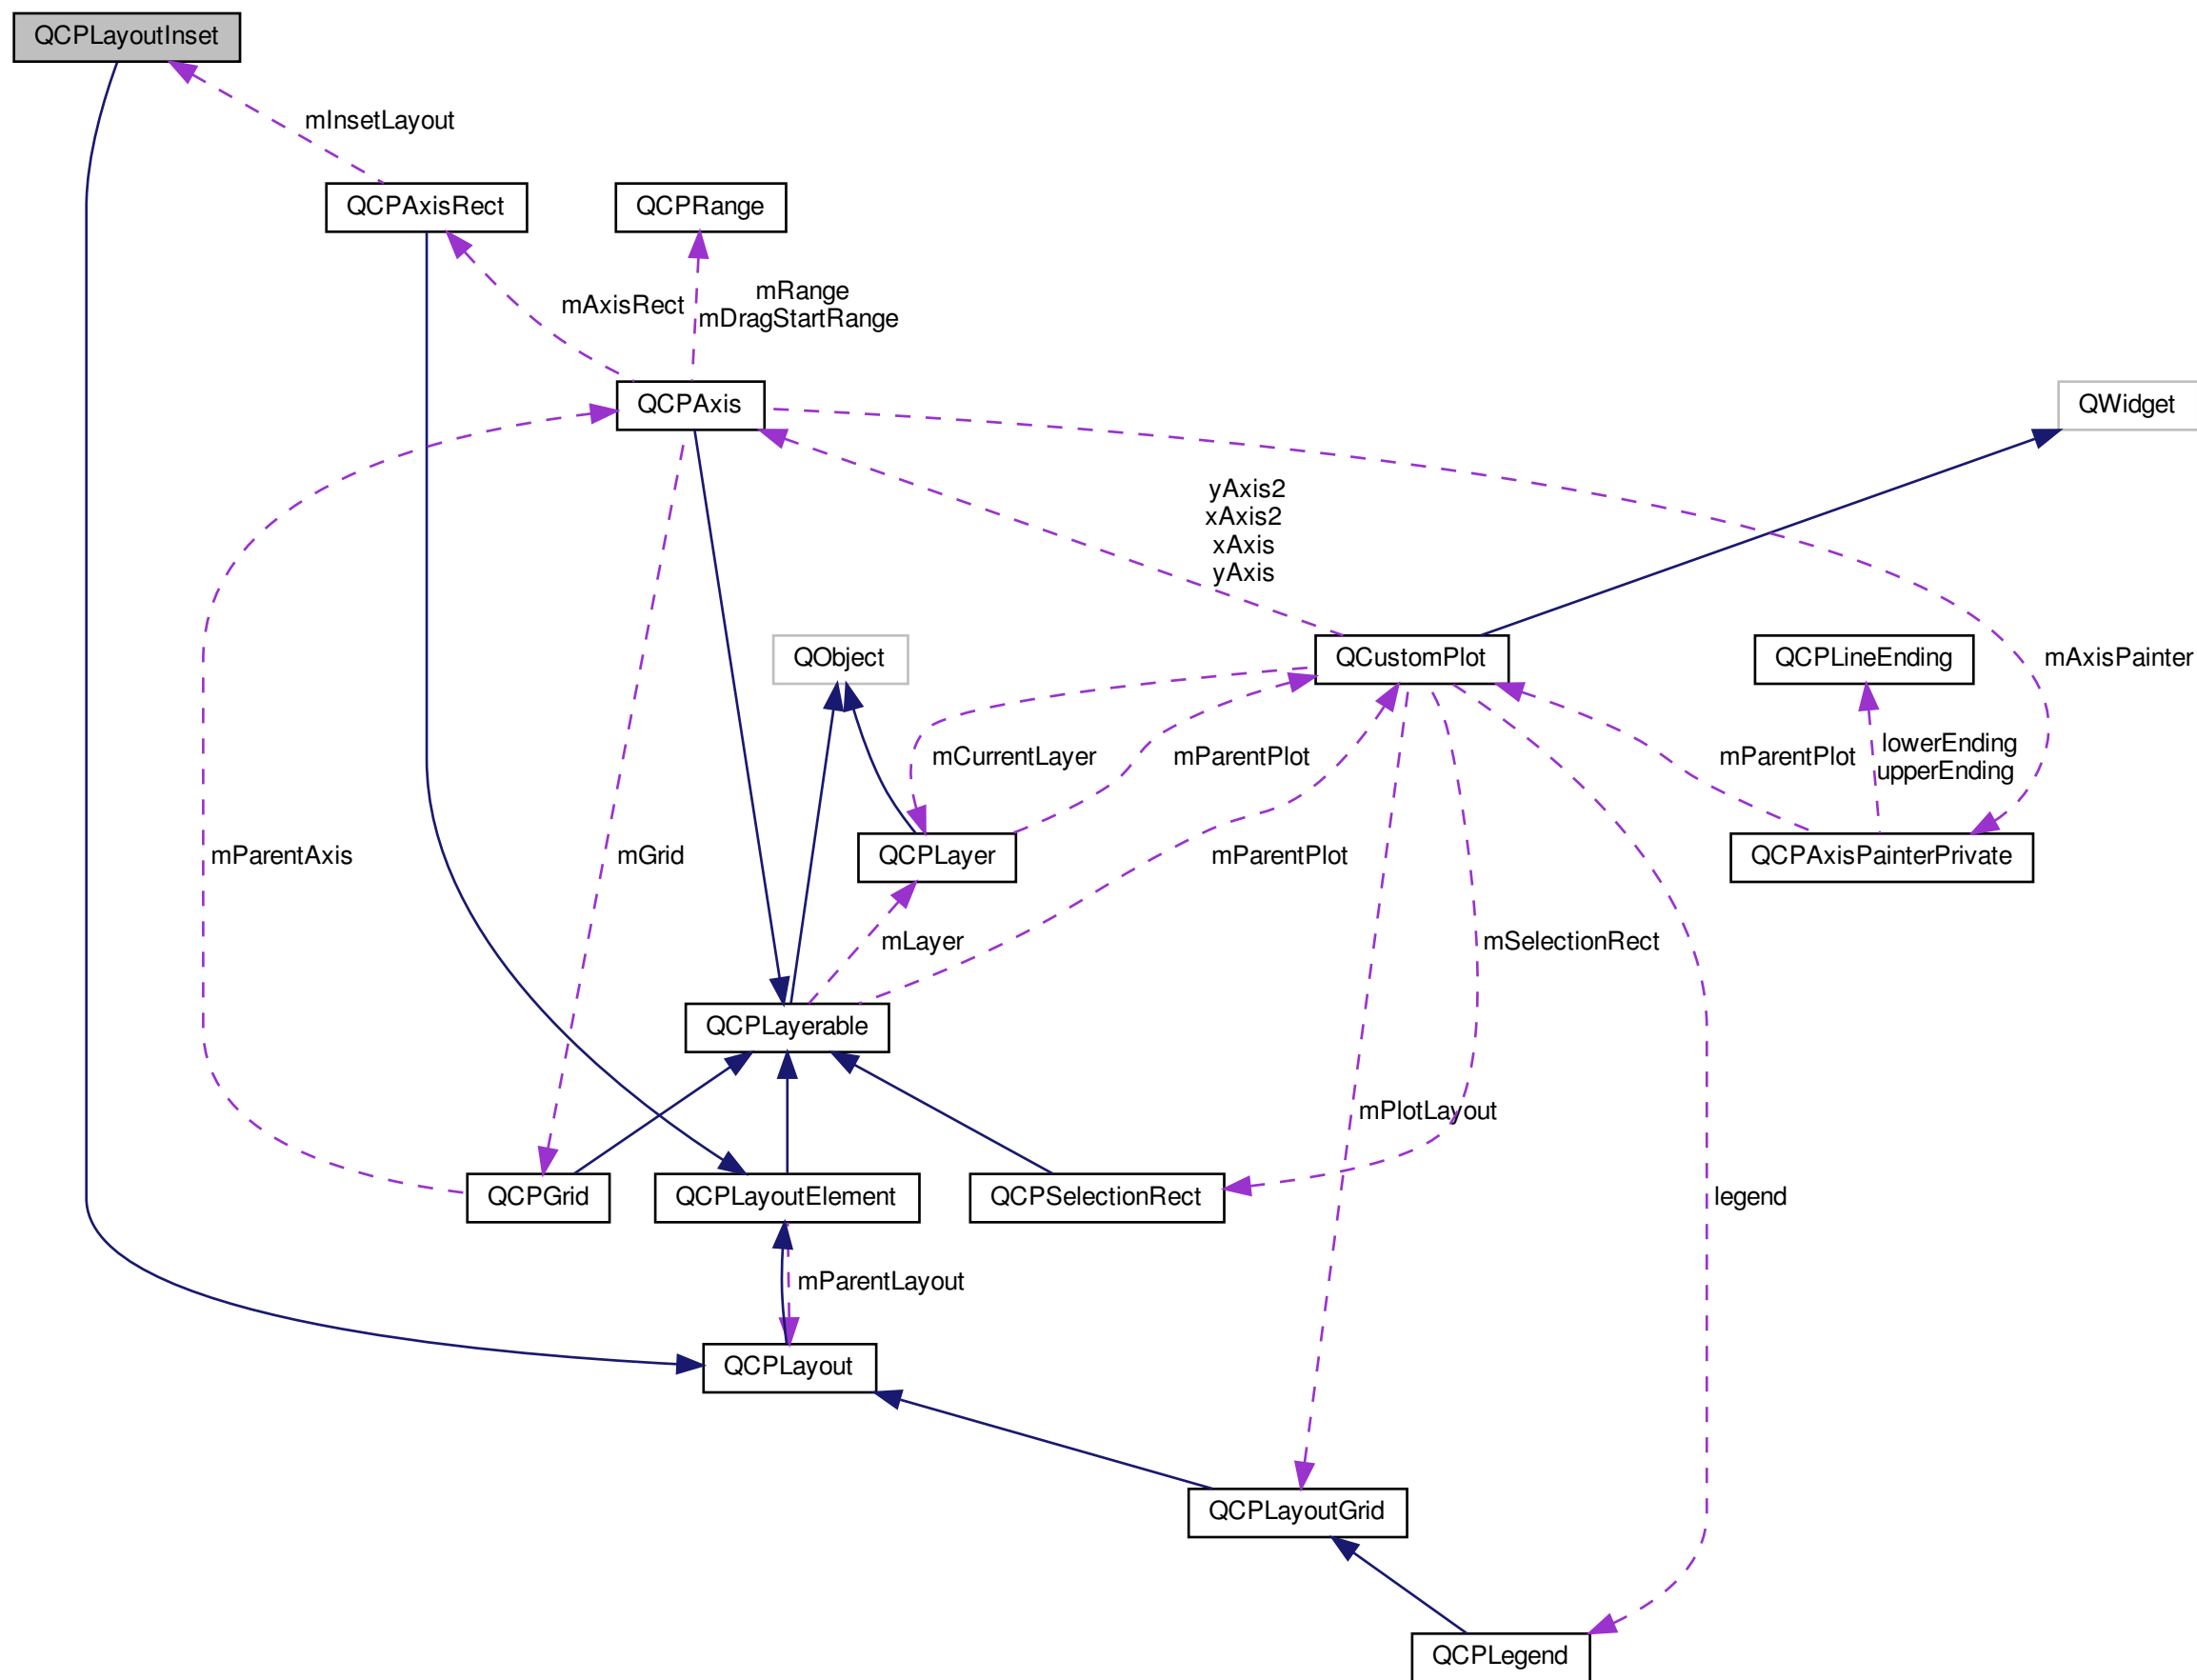 QCPLayoutInset
mInsetLayout
QCPAxisRect
QCPRange
mAxisRect
mRange
mDragStartRange
QCPAxis
QWidget
yAxis2
xAxis2
xAxis
yAxis
QObject
QCustomPlot
QCPLineEnding
mAxisPainter
mCurrentLayer
mParentPlot
mParentPlot
lowerEnding
upperEnding
mParentAxis
mGrid
QCPLayer
mParentPlot
QCPAxisPainterPrivate
mLayer
mSelectionRect
QCPLayerable
mPlotLayout
QCPGrid
QCPLayoutElement
QCPSelectionRect
legend
mParentLayout
QCPLayout
QCPLayoutGrid
QCPLegend